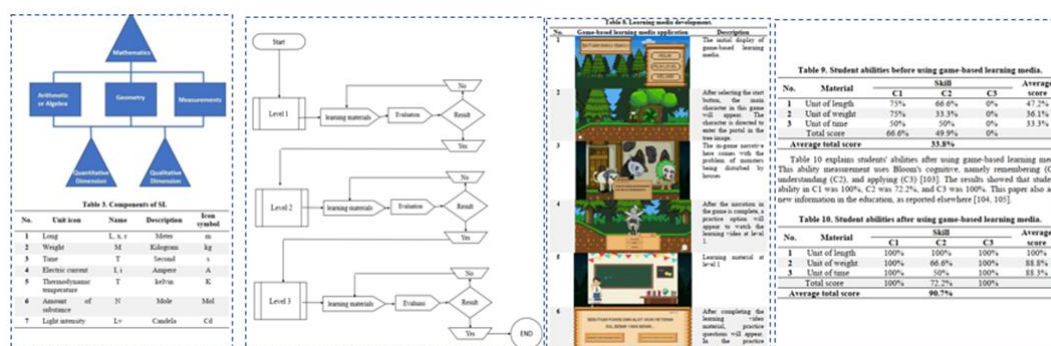 Mathematics
Arithmetic
or Algebra
Geometry
Measurements
Quantitative
Dimension
Qualitative
Dimension
Table 3. Components of SI.
No. Unit icon Name Description Icon symbol
1 Long L, x, r Meter m
2 Weight M Kilogram kg
3 Time T Second s
4 Electric current I, i Ampere A
5 Thermodynamic temperature T kelvin K
6 Amount of substance N Mole Mol
7 Light intensity Lv Candela Cd
Start
No
Level 1
learning materials
Evaluation
Result
Yes
No
Level 2
learning materials
Evaluation
Result
Yes
No
Level 3
learning materials
Evaluate
Result
Yes
END
Table 8. Learning media development.
No. Game-based learning media application Description
1
The initial display of
game-based learning
media.
2
After selecting the start
button, the main
character in this game
will appear. The
character is directed to
enter the portal in the
tree image.
3
The in-game narrative
here comes with the
problem of monsters
being disturbed by
4
After the narration in
the game is complete, a
practice option will
appear to watch the
learning video at level
1.
5
Learning material at
level 1
6
After completing the
learning video
material, practice
questions will appear.
In the practice
Table 9. Student abilities before using game-based learning media.
No. Material Skill Average
C1 C2 C3 score
1 Unit of length 75% 66.6% 0% 47.2%
2 Unit of weight 75% 33.3% 0% 36.1%
3 Unit of time 50% 50% 0% 33.3%
Total score 66.6% 49.9% 0%
Average total score 33.8%
Table 10 explains students' abilities after using game-based learning me
This ability measurement uses Bloom's cognitive, namely remembering (C
understanding (C2), and applying (C3) [103]. The results showed that stude
ability in C1 was 100%, C2 was 72.2%, and C3 was 100%. This paper also a
new information in the education, as reported elsewhere [104, 105].
Table 10. Student abilities after using game-based learning media.
No. Material Skill Average
C1 C2 C3 score
1 Unit of length 100% 100% 100% 100%
2 Unit of weight 100% 66.6% 100% 88.8%
3 Unit of time 100% 50% 100% 88.3%
Total score 100% 72.2% 100%
Average total score 90.7%